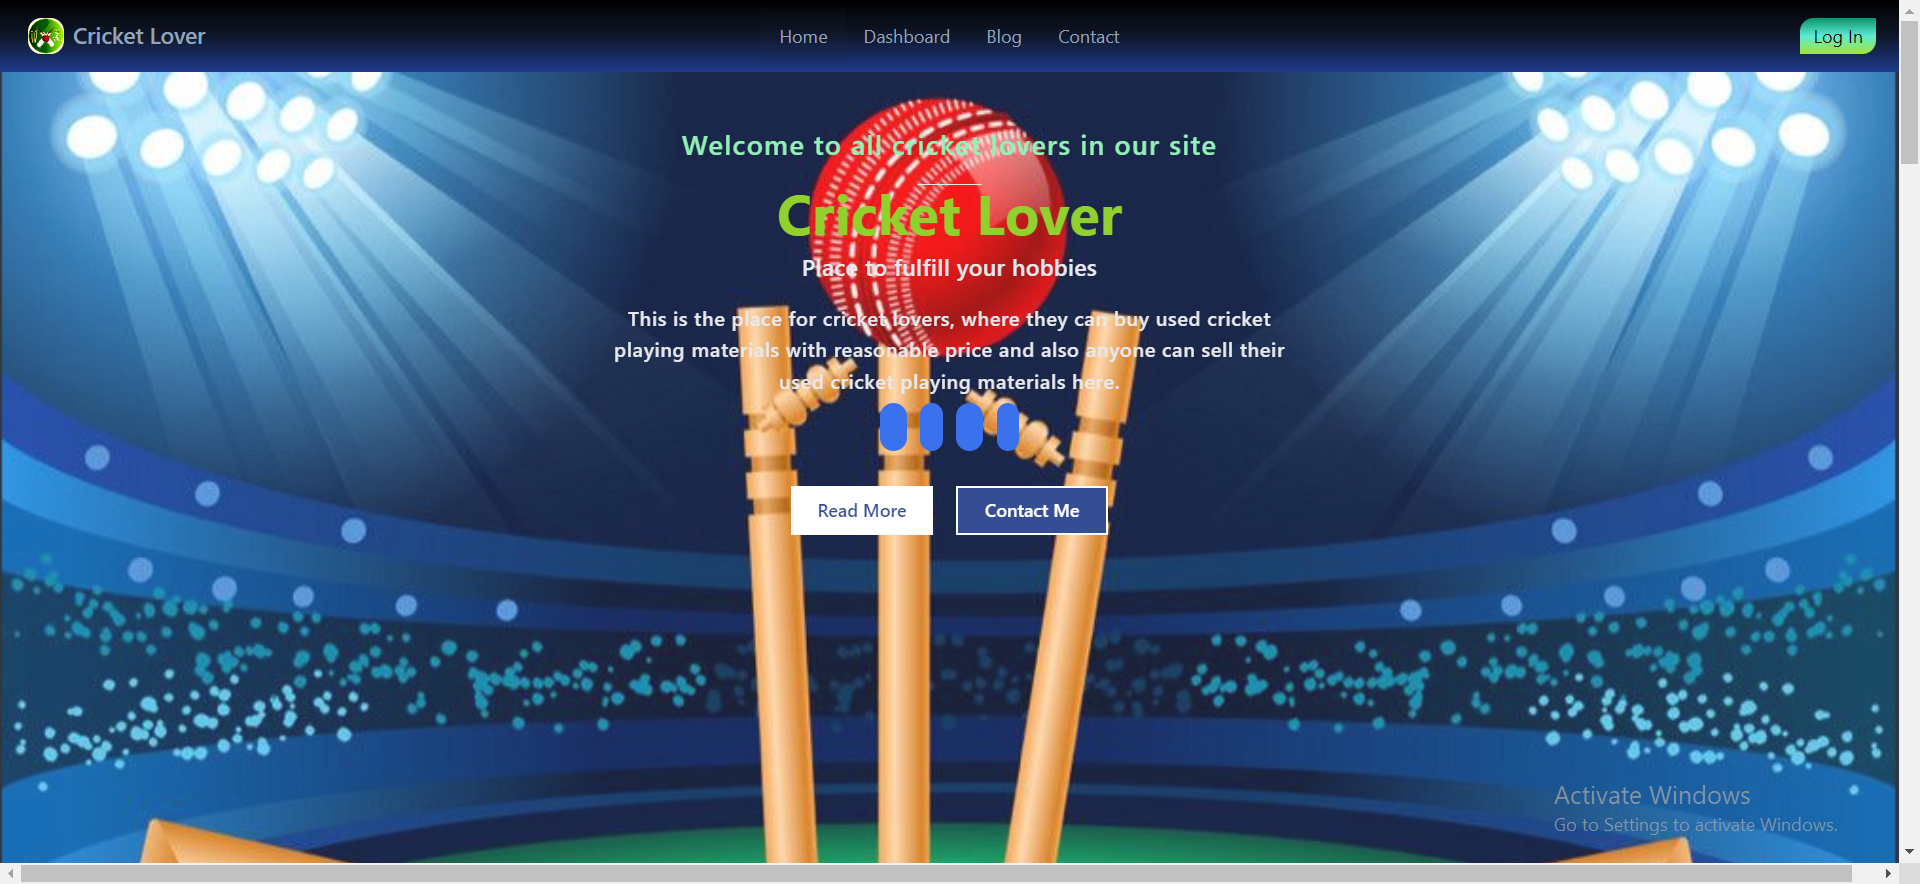 Cricket Lover
Home
Dashboard
Blog
Contact
Log In
Welcome to all cricket lovers in our site
Cricket Lover
Place to fulfill your hobbies
This is the place for cricket lovers, where they can buy used cricket
playing materials with reasonable price and also anyone can sell their
used cricket playing materials here.
Read More
Contact Me
Activate Windows
Go to Settings to activate Windows.